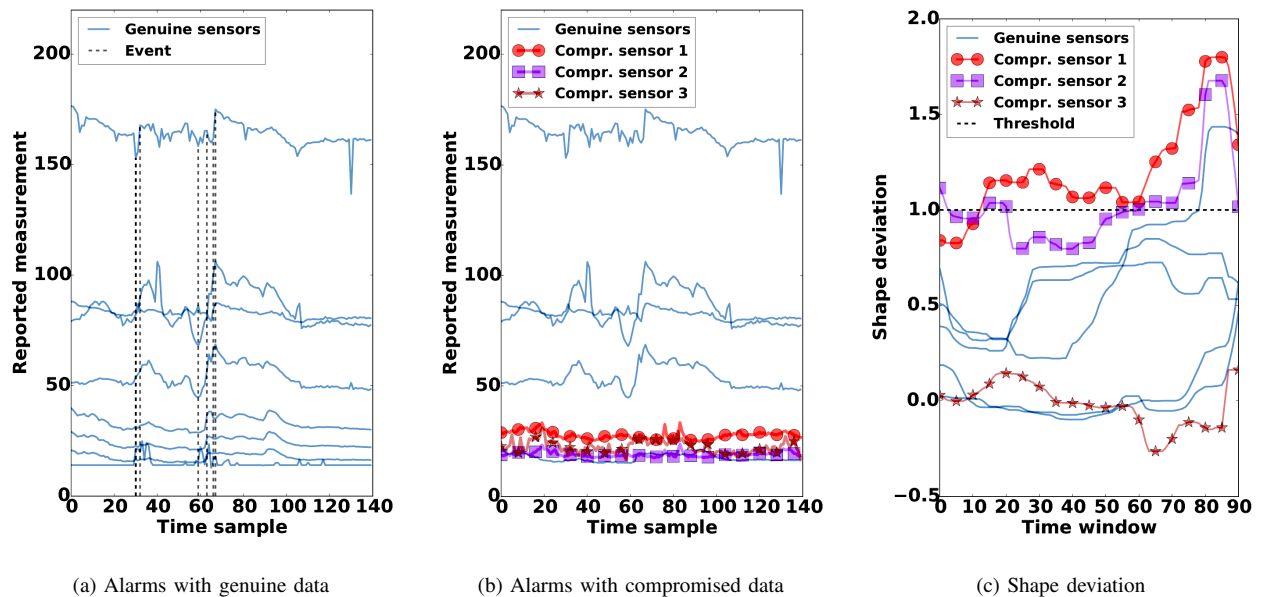 Genuine sensors
Event
200
150
100
50
0
0 20 40 60 80 100 120 140
Reported measurement
Time sample
(a) Alarms with genuine data
Genuine sensors
Compr. sensor 1
Compr. sensor 2
Compr. sensor 3
200
150
100
50
0
0 20 40 60 80 100 120 140
Reported measurement
Time sample
(b) Alarms with compromised data
2.0
Genuine sensors
Compr. sensor 1
Compr. sensor 2
Compr. sensor 3
Threshold
1.5
1.0
0.5
0.0
−0.5
0 10 20 30 40 50 60 70 80 90
Shape deviation
Time window
(c) Shape deviation